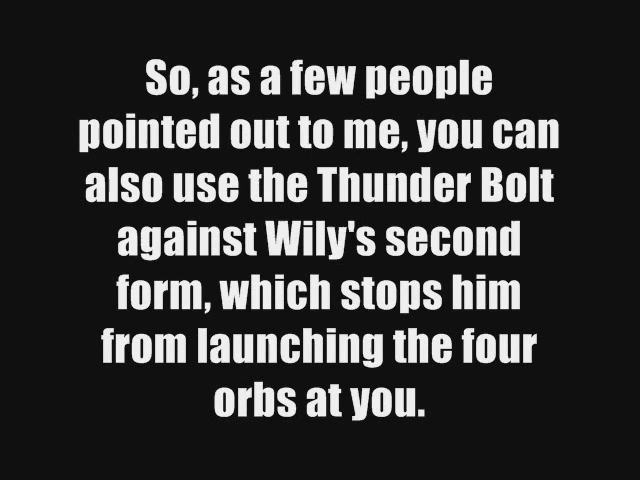 So, as a few people
pointed out to me, you can
also use the Thunder Bolt
against Wily's second
form, which stops him
from launching the four
orbs at you.